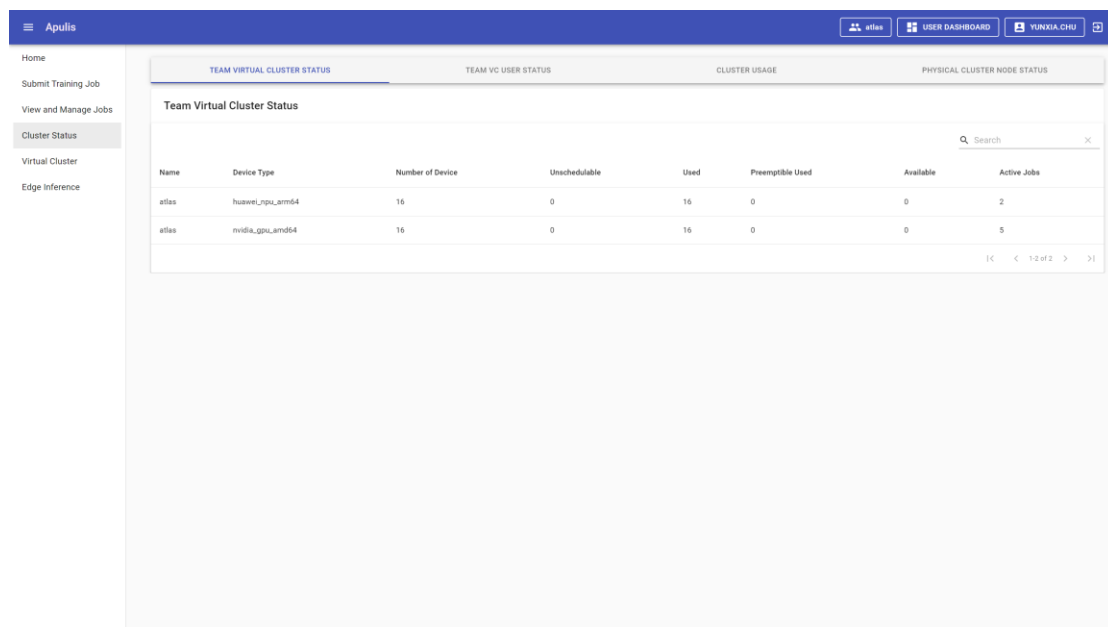 Apulis
atlas
USER DASHBOARD
YUNXIA.CHU
Home
Submit Training Job
View and Manage Jobs
Cluster Status
Virtual Cluster
Edge Inference
TEAM VIRTUAL CLUSTER STATUS
TEAM VC USER STATUS
CLUSTER USAGE
PHYSICAL CLUSTER NODE STATUS
Team Virtual Cluster Status
Search
Name Device Type Number of Device Unschedulable Used Preemptible Used Available Active Jobs
atlas huawei_npu_arm64 16 0 16 0 0 2
atlas nvidia_gpu_amd64 16 0 16 0 0 5
1-2 of 2